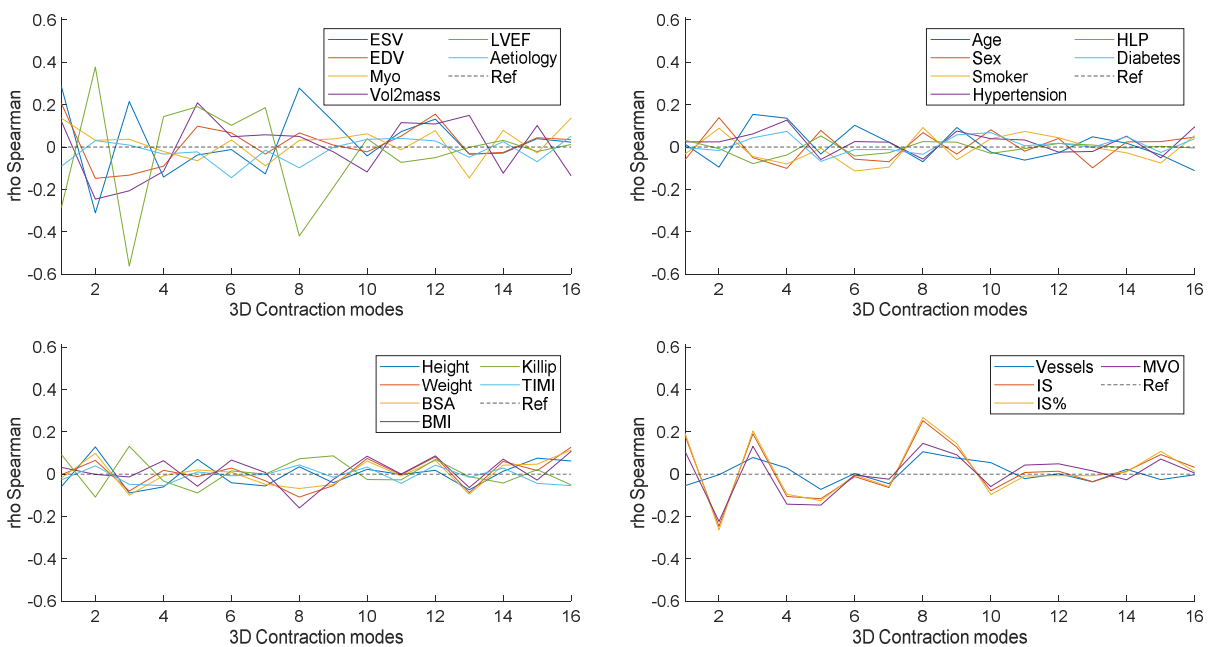 0.6
0.4
0.2
0
-0.2
-0.4
-0.6
rho Spearman
ESV LVEF
EDV Aetiology
Myo Ref
Vol2mass
2 4 6 8 10 12 14 16
3D Contraction modes
0.6
0.4
0.2
0
-0.2
-0.4
-0.6
rho Spearman
Age HLP
Sex Diabetes
Smoker Ref
Hypertension
2 4 6 8 10 12 14 16
3D Contraction modes
0.6
0.4
0.2
0
-0.2
-0.4
-0.6
rho Spearman
Height Killip
Weight TIMI
BSA Ref
BMI
2 4 6 8 10 12 14 16
3D Contraction modes
0.6
0.4
0.2
0
-0.2
-0.4
-0.6
rho Spearman
Vessels MVO
IS Ref
IS%
2 4 6 8 10 12 14 16
3D Contraction modes